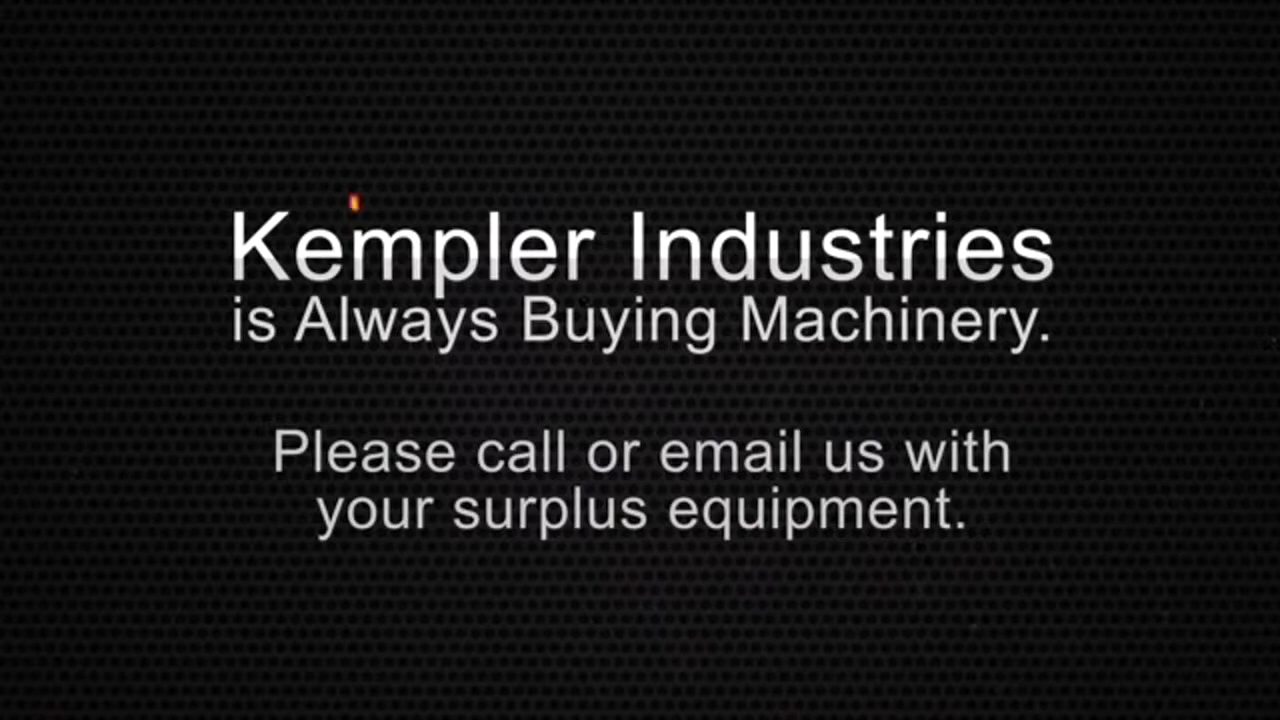 Kempler Industries
is Always Buying Machinery.
Please call or email us with
your surplus equipment.